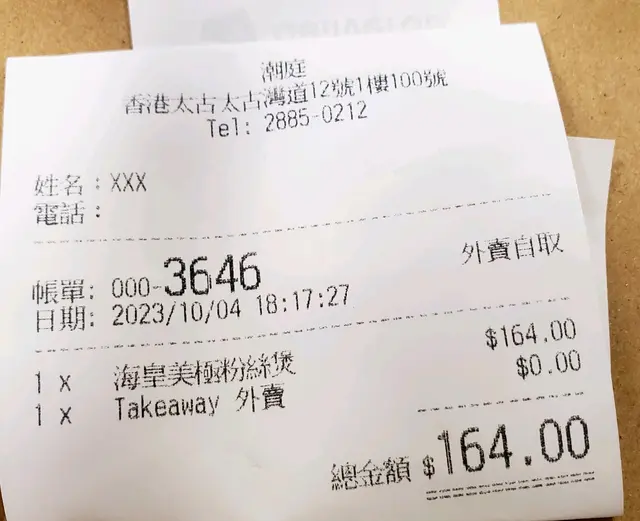 潮庭
香港太古太古灣道12號1樓100號
Tel: 2885-0212
姓名：XXX
電話：
帳單: 000-3646 外賣自取
日期: 2023/10/04 18:17:27
1 x 海皇美極粉絲煲 $164.00
1 x Takeaway 外賣 $0.00
總金額 $164.00